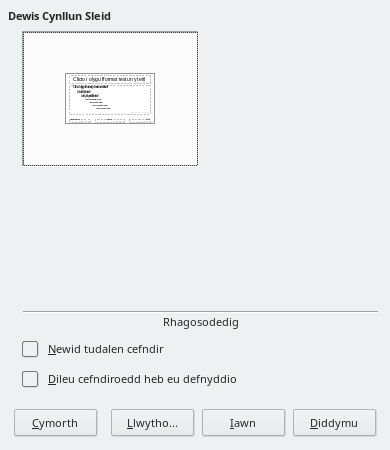 Dewis Cynllun Sleid
Clicio i olygu fformat testun y teitl
Rhagosodedig
Newid tudalen cefndir
Dileu cefndiroedd heb eu defnyddio
Cymorth
Llwytho...
Iawn
Diddymu